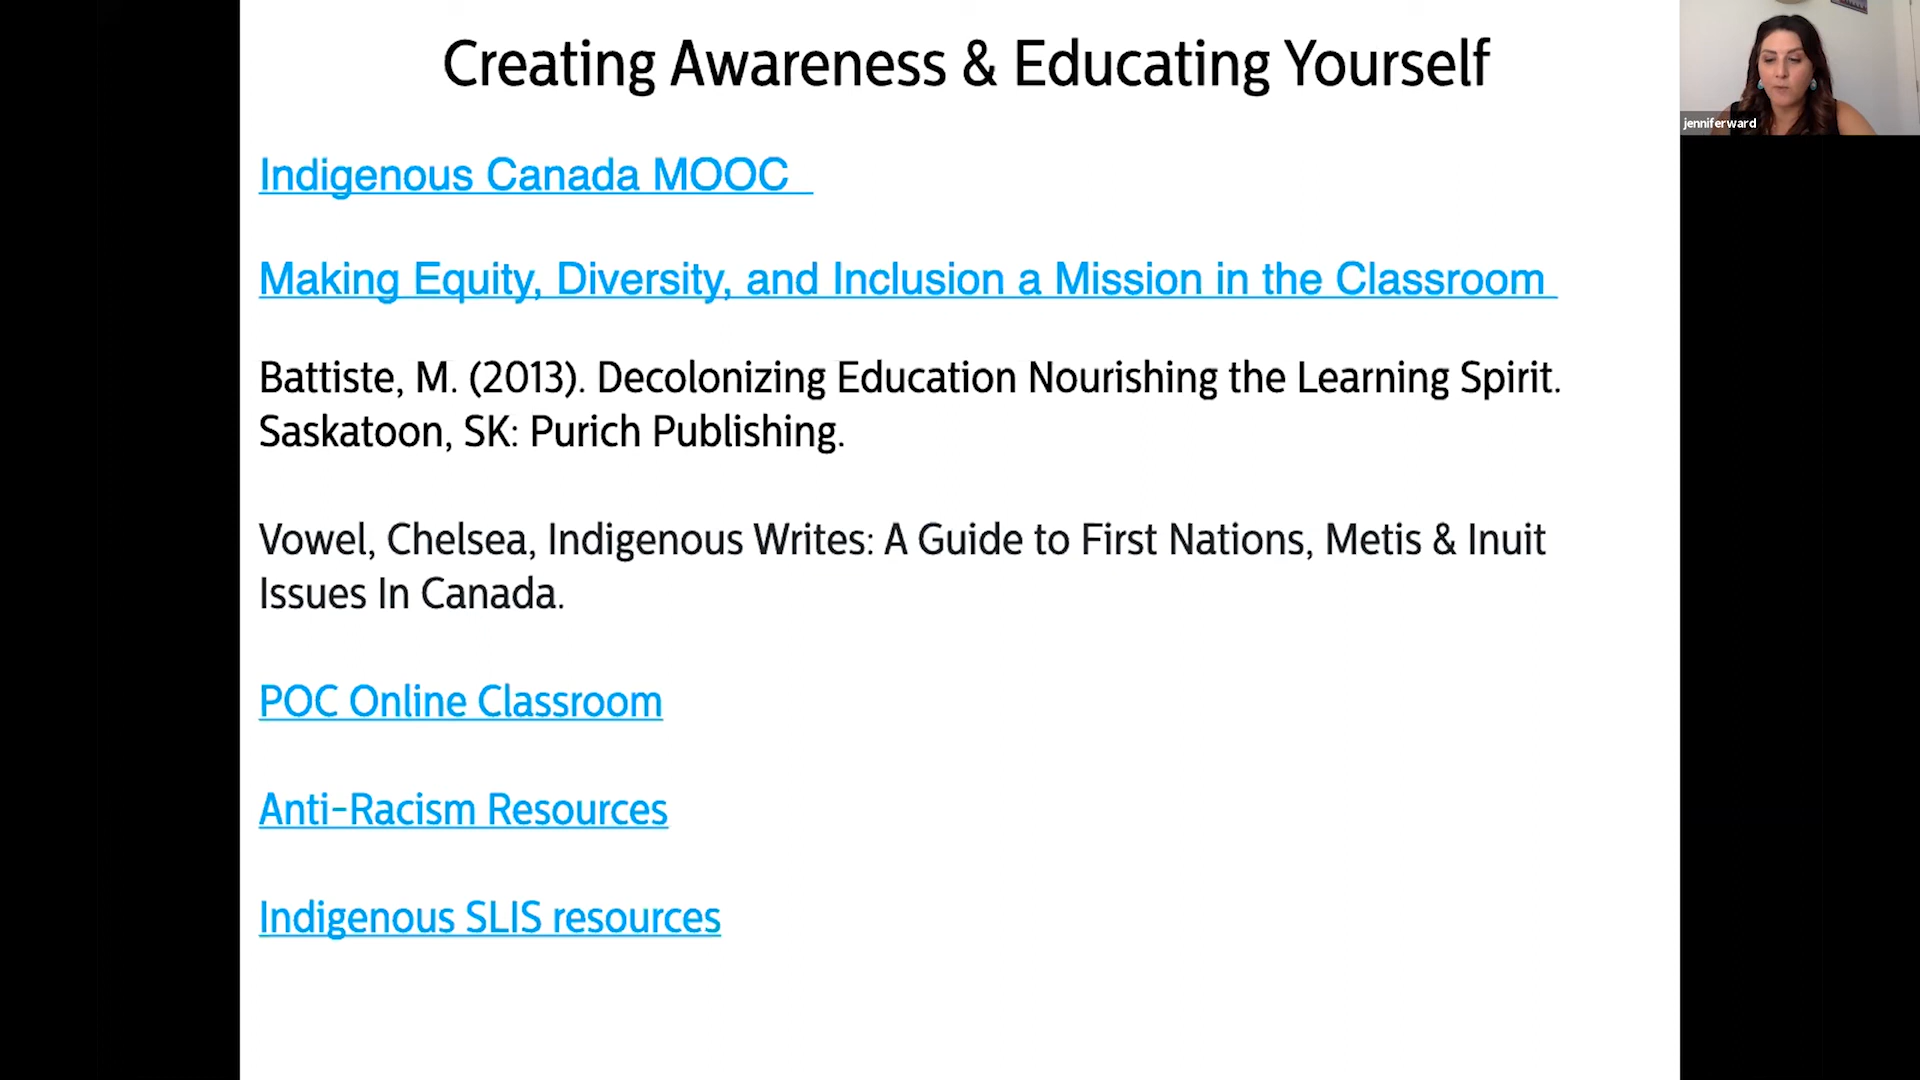 Creating Awareness & Educating Yourself
jenniferward
Indigenous Canada MOOC
Making Equity, Diversity, and Inclusion a Mission in the Classroom
Battiste, M. (2013). Decolonizing Education Nourishing the Learning Spirit.
Saskatoon, SK: Purich Publishing.
Vowel, Chelsea, Indigenous Writes: A Guide to First Nations, Metis & Inuit
Issues In Canada.
POC Online Classroom
Anti-Racism Resources
Indigenous SLIS resources